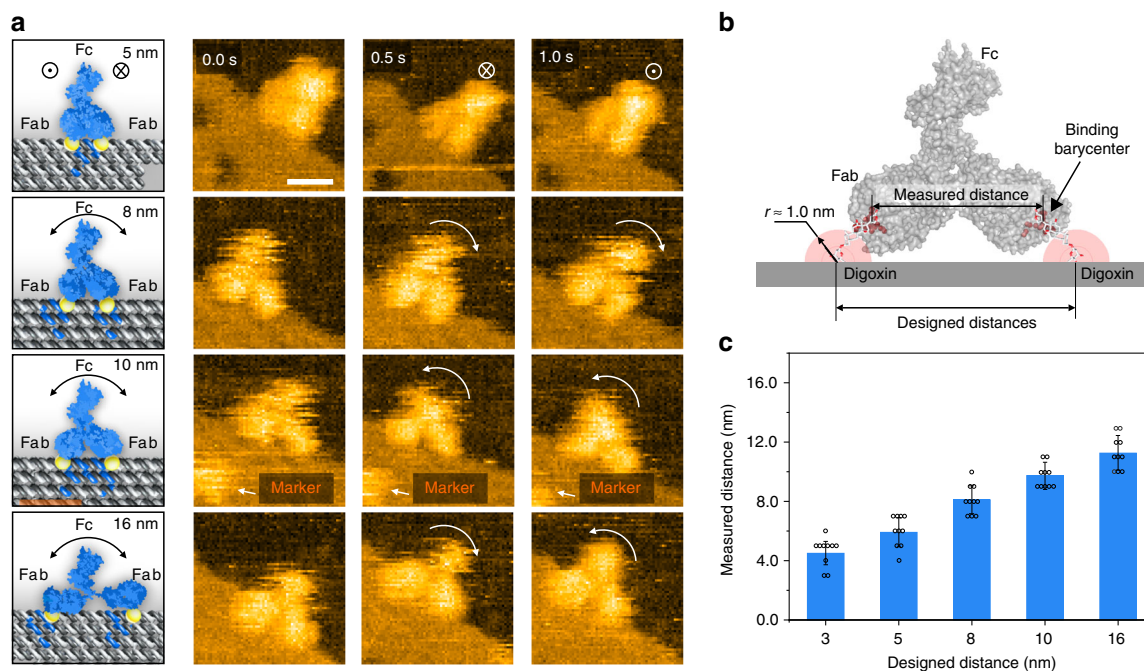 a
Fc
5 nm
Fab
Fab
0.0 s
0.5 s
1.0 s
Fc
8 nm
Fab
Fab
Fc
10 nm
Fab
Fab
Marker
Marker
Marker
Fc
16 nm
Fab
Fab
b
Fc
Binding
barycenter
Fab
Measured distance
r ≈ 1.0 nm
Digoxin
Digoxin
Designed distances
c
Measured distance (nm)
16.0
12.0
8.0
4.0
0.0
3
5
8
10
16
Designed distance (nm)